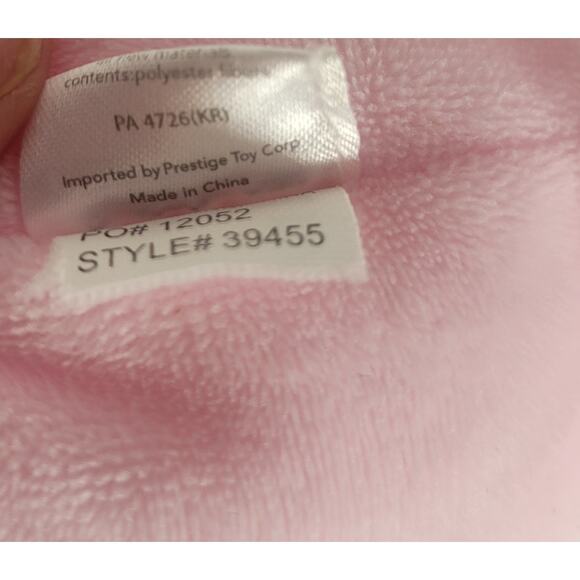 contents:polyester fibers
PA 4726(KR)
Imported by Prestige Toy Corp
Made in China
PO# 12052
STYLE# 39455